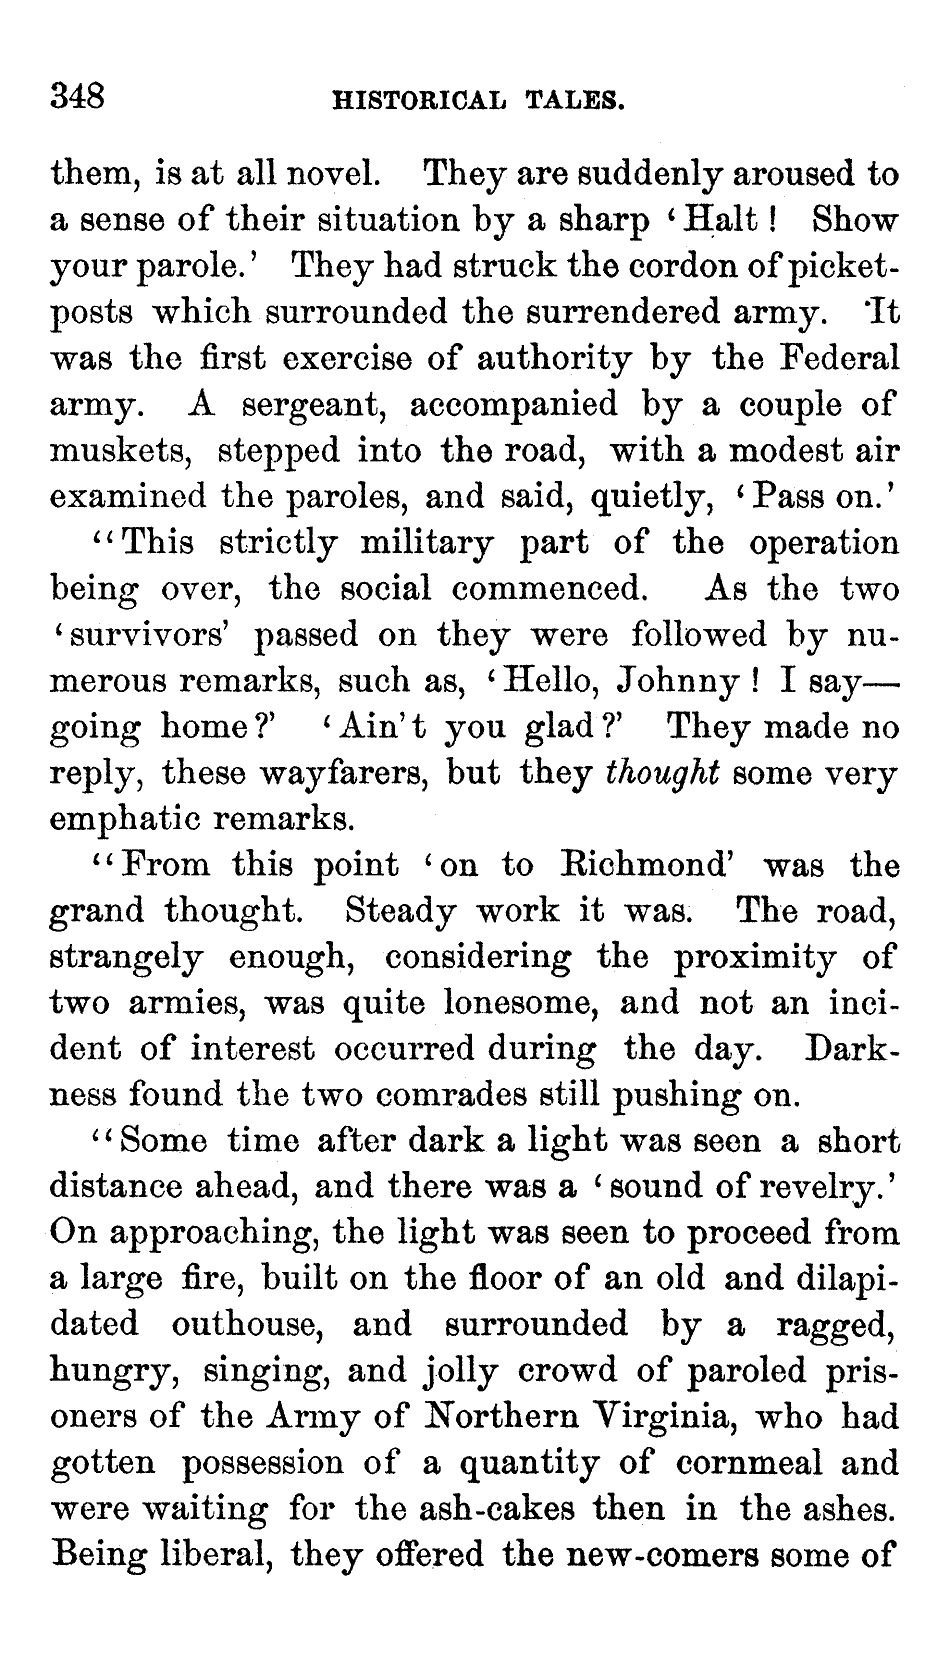 348 HISTORICAL TALES.
them, is at all novel. They are suddenly aroused to
a sense of their situation by a sharp ‘Halt! Show
your parole.’ They had struck the cordon of picket-
posts which surrounded the surrendered army. It
was the first exercise of authority by the Federal
army. A sergeant, accompanied by a couple of
muskets, stepped into the road, with a modest air
examined the paroles, and said, quietly, ‘Pass on.’
“This strictly military part of the operation
being over, the social commenced. As the two
‘survivors’ passed on they were followed by nu-
merous remarks, such as, ‘Hello, Johnny! I say—
going home?’ ‘Ain’t you glad?’ They made no
reply, these wayfarers, but they thought some very
emphatic remarks.
“From this point ‘on to Richmond’ was the
grand thought. Steady work it was. The road,
strangely enough, considering the proximity of
two armies, was quite lonesome, and not an inci-
dent of interest occurred during the day. Dark-
ness found the two comrades still pushing on.
“Some time after dark a light was seen a short
distance ahead, and there was a ‘sound of revelry.’
On approaching, the light was seen to proceed from
a large fire, built on the floor of an old and dilapi-
dated outhouse, and surrounded by a ragged,
hungry, singing, and jolly crowd of paroled pris-
oners of the Army of Northern Virginia, who had
gotten possession of a quantity of cornmeal and
were waiting for the ash-cakes then in the ashes.
Being liberal, they offered the new-comers some of